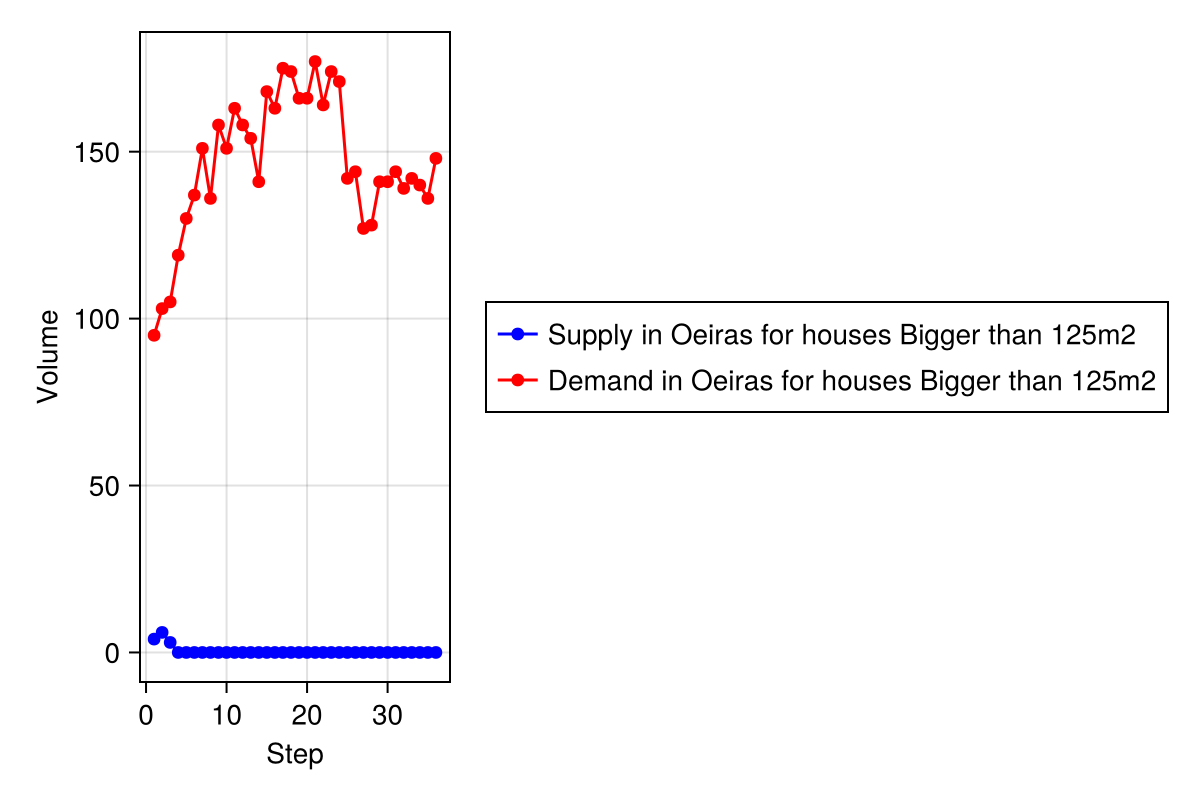 150
100
50
0
Volume
0 10 20 30
Step
Supply in Oeiras for houses Bigger than 125m2
Demand in Oeiras for houses Bigger than 125m2